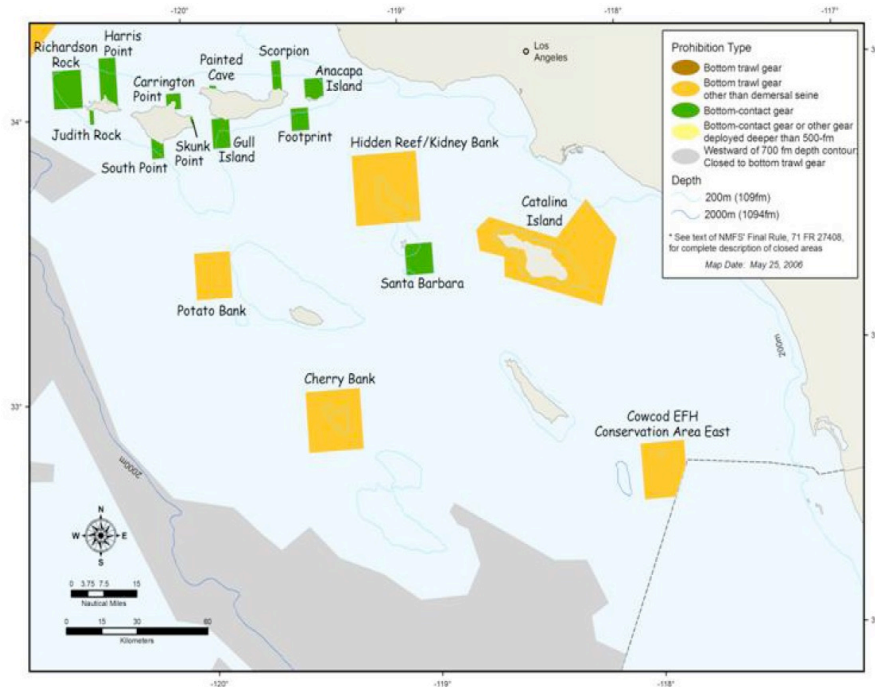 -120°
-119°
-118°
-117°
Richardson
Rock
Harris
Point
Carrington
Point
Painted
Cave
Scorpion
Anacapa
Island
Los
Angeles
34°
Judith Rock
South Point
Skunk
Point
Gull
Island
Footprint
Hidden Reef/Kidney Bank
Catalina
Island
Santa Barbara
Potato Bank
Cherry Bank
33°
Cowcod EFH
Conservation Area East
200m
2000m
2000m
N
W
E
S
0 3.75 7.5 15
Nautical Miles
0 15 30 60
Kilometers
-120°
-119°
-118°
Prohibition Type
Bottom trawl gear
Bottom trawl gear
other than demersal seine
Bottom-contact gear
Bottom-contact gear or other gear
deployed deeper than 500-fm
Westward of 700 fm depth contour;
Closed to bottom trawl gear
Depth
200m (109fm)
2000m (1094fm)
* See text of NMFS' Final Rule, 71 FR 27408,
for complete description of closed areas
Map Date: May 25, 2006